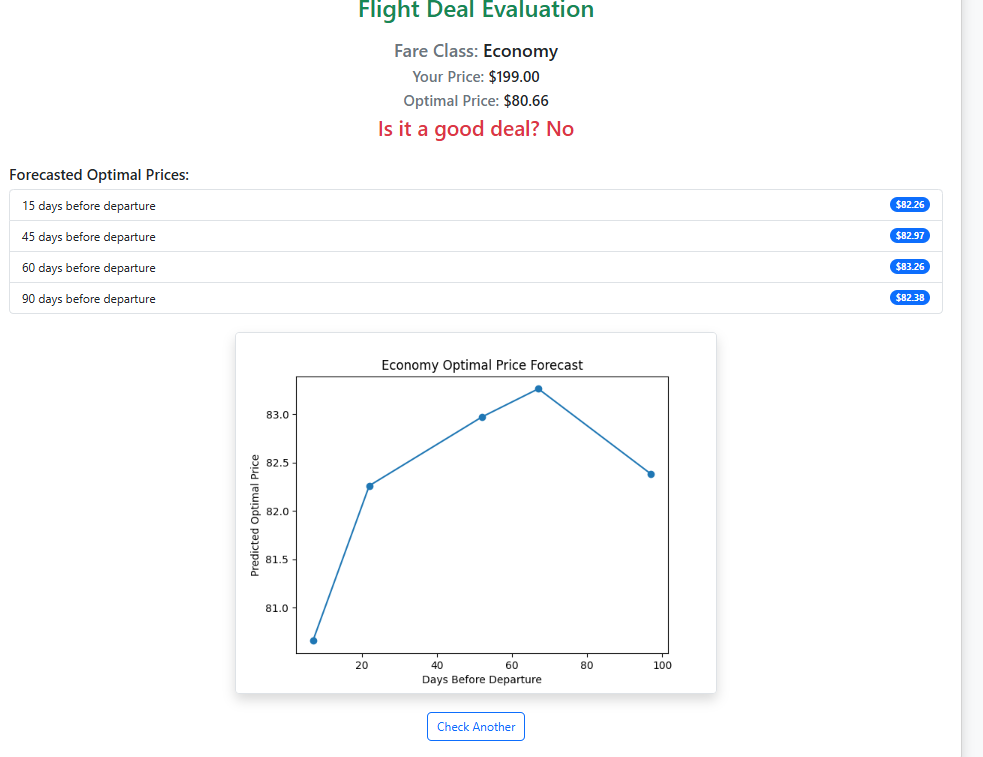 Flight Deal Evaluation
Fare Class: Economy
Your Price: $199.00
Optimal Price: $80.66
Is it a good deal? No
Forecasted Optimal Prices:
15 days before departure $82.26
45 days before departure $82.97
60 days before departure $83.26
90 days before departure $82.38
Economy Optimal Price Forecast
Predicted Optimal Price
83.0
82.5
82.0
81.5
81.0
20 40 60 80 100
Days Before Departure
Check Another